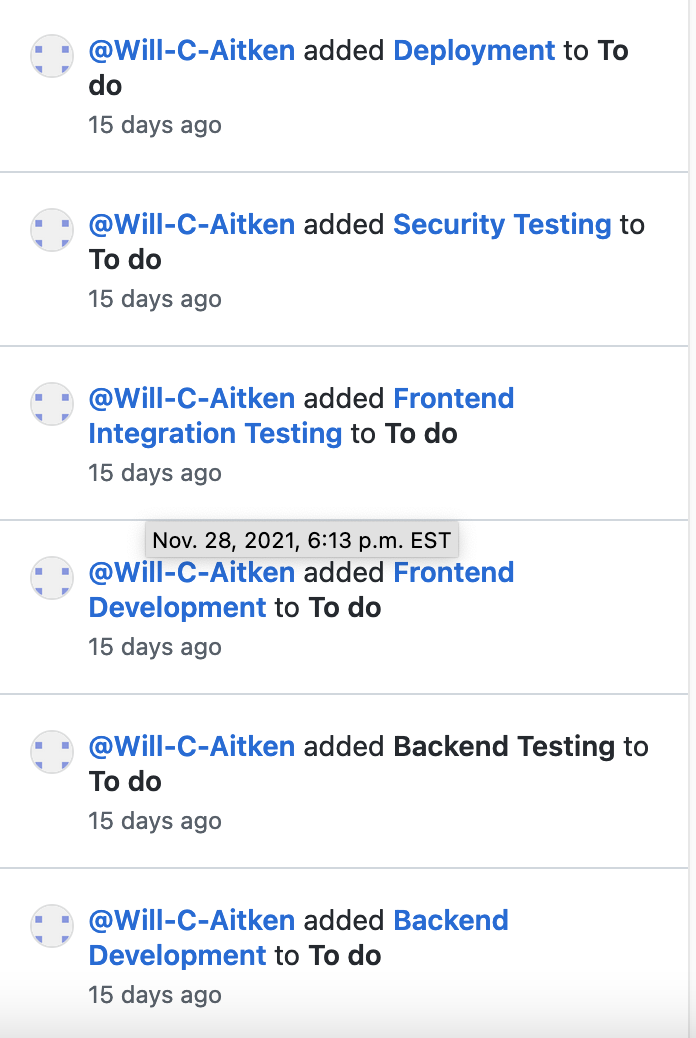 @Will-C-Aitken added Deployment to To
do
15 days ago
@Will-C-Aitken added Security Testing to
To do
15 days ago
@Will-C-Aitken added Frontend
Integration Testing to To do
15 days ago
Nov. 28, 2021, 6:13 p.m. EST
@Will-C-Aitken added Frontend
Development to To do
15 days ago
@Will-C-Aitken added Backend Testing to
To do
15 days ago
@Will-C-Aitken added Backend
Development to To do
15 days ago